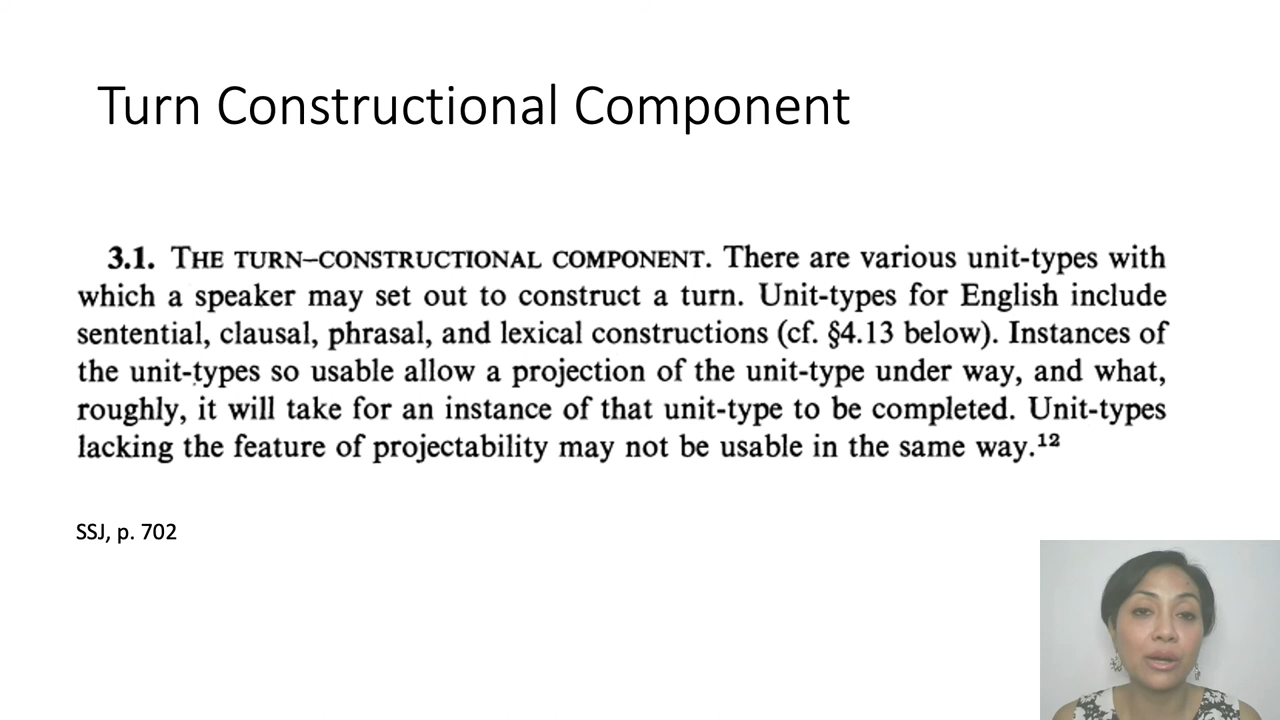 Turn Constructional Component
3.1. THE TURN–CONSTRUCTIONAL COMPONENT. There are various unit-types with
which a speaker may set out to construct a turn. Unit-types for English include
sentential, clausal, phrasal, and lexical constructions (cf. §4.13 below). Instances of
the unit-types so usable allow a projection of the unit-type under way, and what,
roughly, it will take for an instance of that unit-type to be completed. Unit-types
lacking the feature of projectability may not be usable in the same way.¹²
SSJ, p. 702